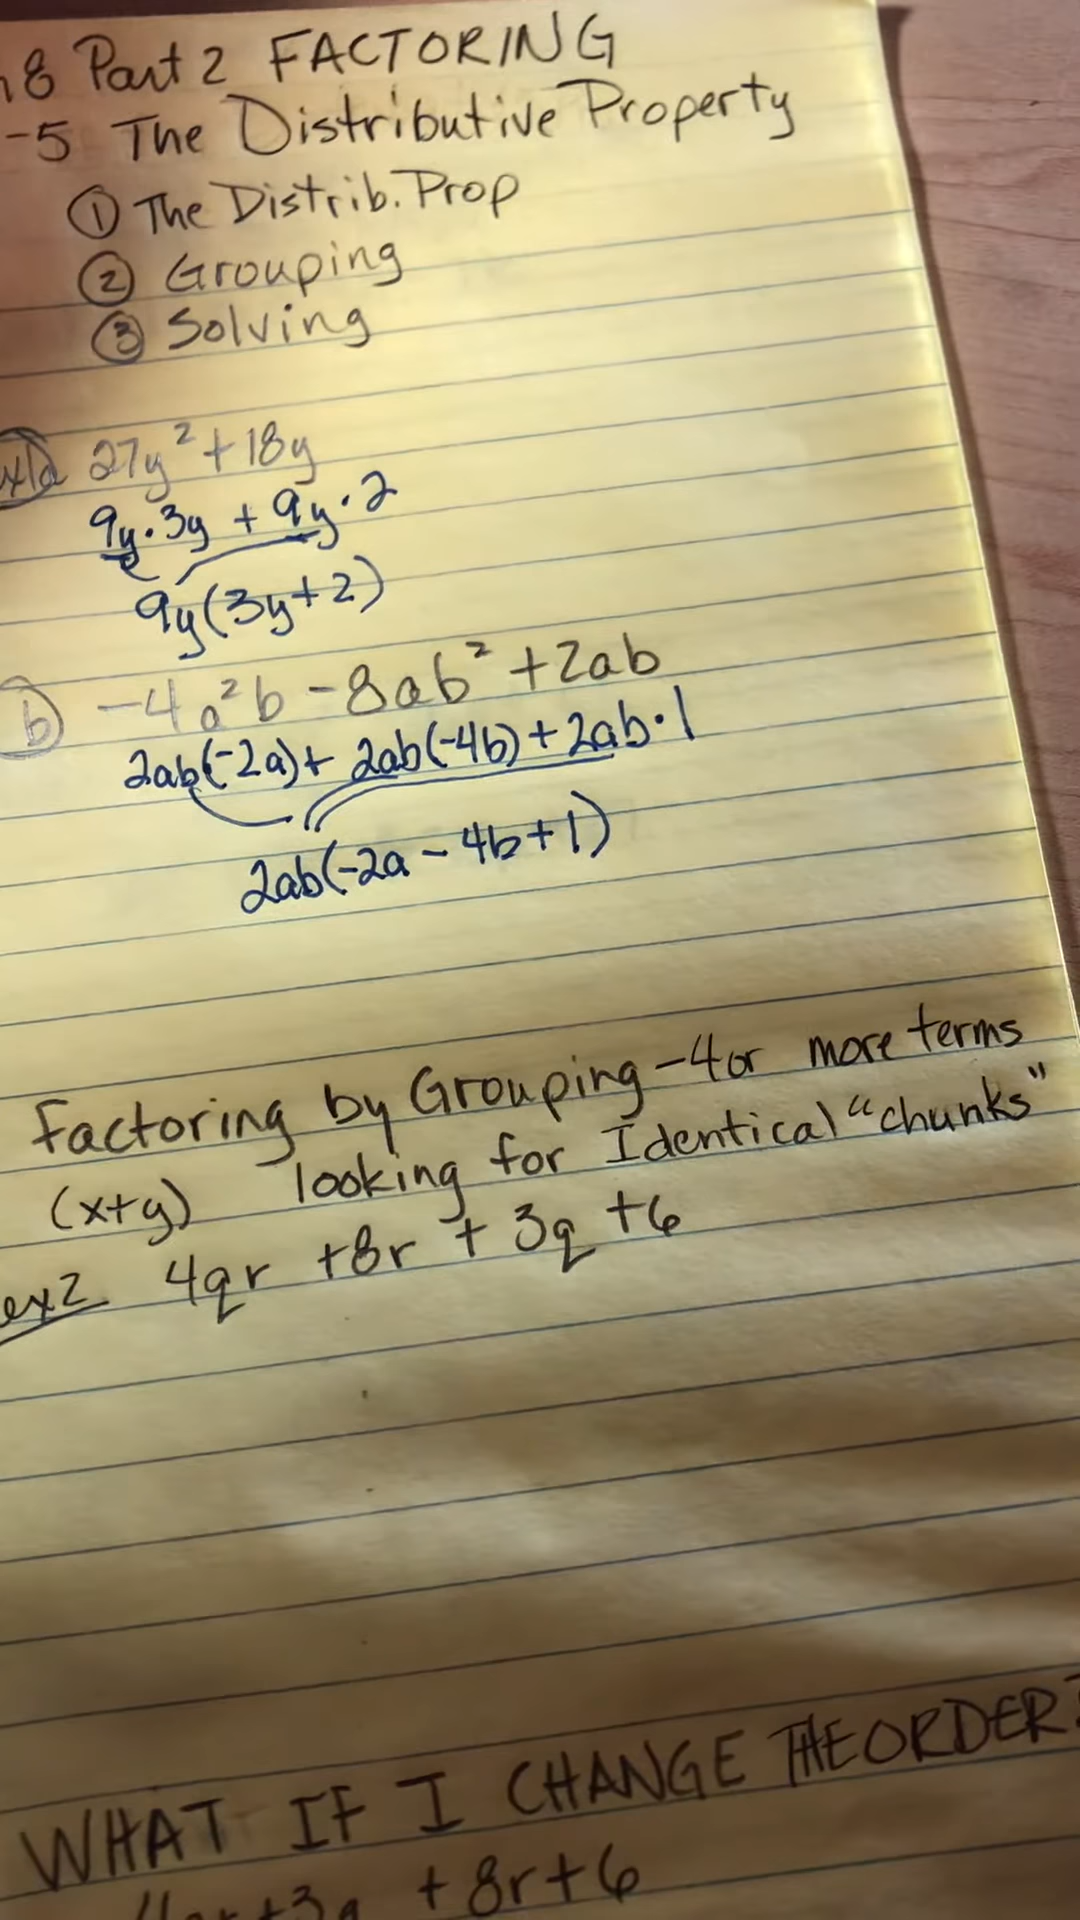 8 Part 2 FACTORING
-5 The Distributive Property
① The Distrib. Prop
② Grouping
③ Solving
27y² + 18y
9y · 3y + 9y · 2
9y(3y + 2)
b) -4a²b - 8ab² + 2ab
2ab(-2a) + 2ab(-4b) + 2ab · 1
2ab(-2a - 4b + 1)
Factoring by Grouping - 4 or more terms
(x+y) looking for Identical "chunks"
ex2 4qr + 8r + 3q + 6
WHAT IF I CHANGE THE ORDER?
+ 3q + 8r + 6